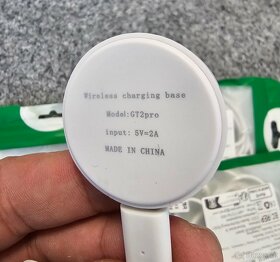 Wireless charging base
Model:GT2pro
input: 5V=2A
MADE IN CHINA